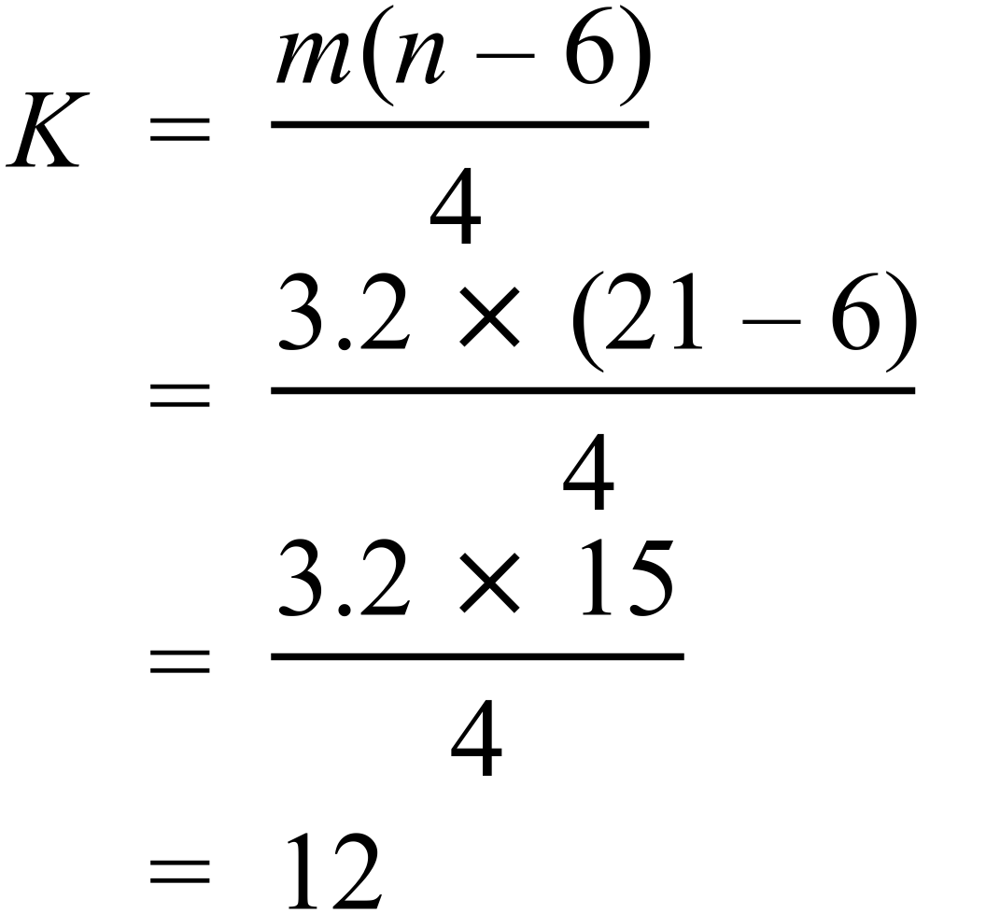 K = m(n – 6)/4
= 3.2 × (21 – 6)/4
= 3.2 × 15/4
= 12